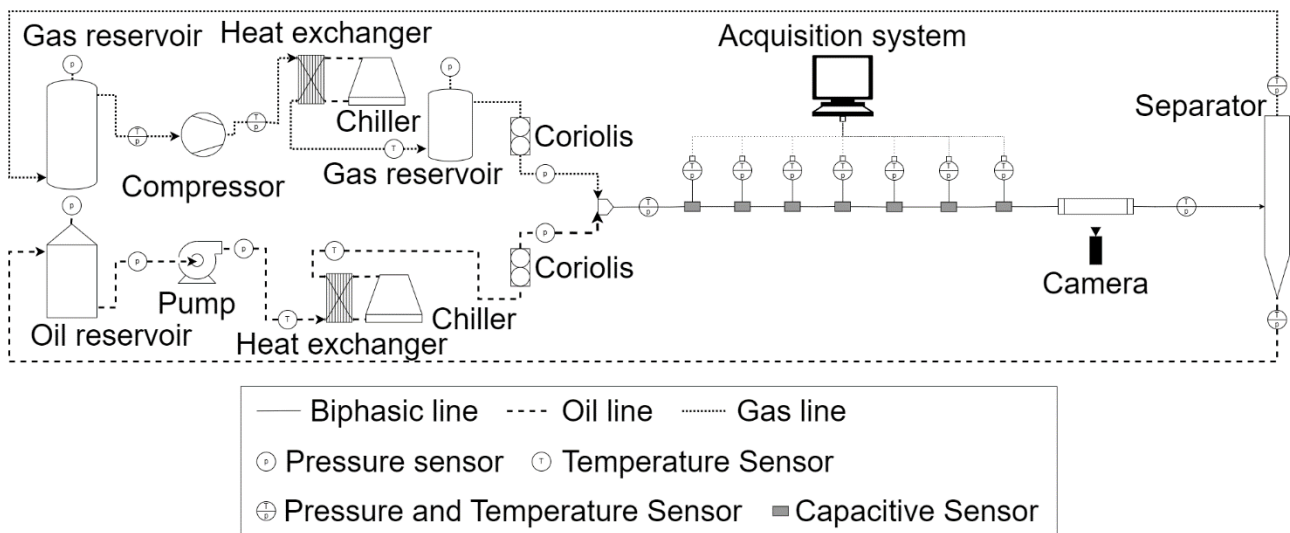 Gas reservoir
Heat exchanger
Acquisition system
p
p
p
Separator
T
p
T
p
T
p
Chiller
Coriolis
T
Compressor
Gas reservoir
p
T
p
T
p
T
p
T
p
T
p
T
p
T
p
p
T
p
T
p
p
T
p
p
Coriolis
Camera
Pump
Chiller
Oil reservoir
T
Heat exchanger
T
p
Biphasic line
Oil line
Gas line
p
Pressure sensor
T
Temperature Sensor
T
p
Pressure and Temperature Sensor
Capacitive Sensor